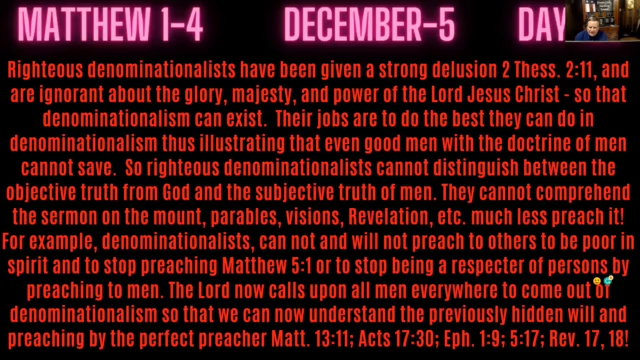 MATTHEW 1-4 DECEMBER-5 DAY
Righteous denominationalists have been given a strong delusion 2 Thess. 2:11, and
are ignorant about the glory, majesty, and power of the Lord Jesus Christ - so that
denominationalism can exist. Their jobs are to do the best they can do in
denominationalism thus illustrating that even good men with the doctrine of men
cannot save. So righteous denominationalists cannot distinguish between the
objective truth from God and the subjective truth of men. They cannot comprehend
the sermon on the mount, parables, visions, Revelation, etc. much less preach it!
For example, denominationalists, can not and will not preach to others to be poor in
spirit and to stop preaching Matthew 5:1 or to stop being a respecter of persons by
preaching to men. The Lord now calls upon all men everywhere to come out of
denominationalism so that we can now understand the previously hidden will and
preaching by the perfect preacher Matt. 13:11; Acts 17:30; Eph. 1:9; 5:17; Rev. 17, 18!